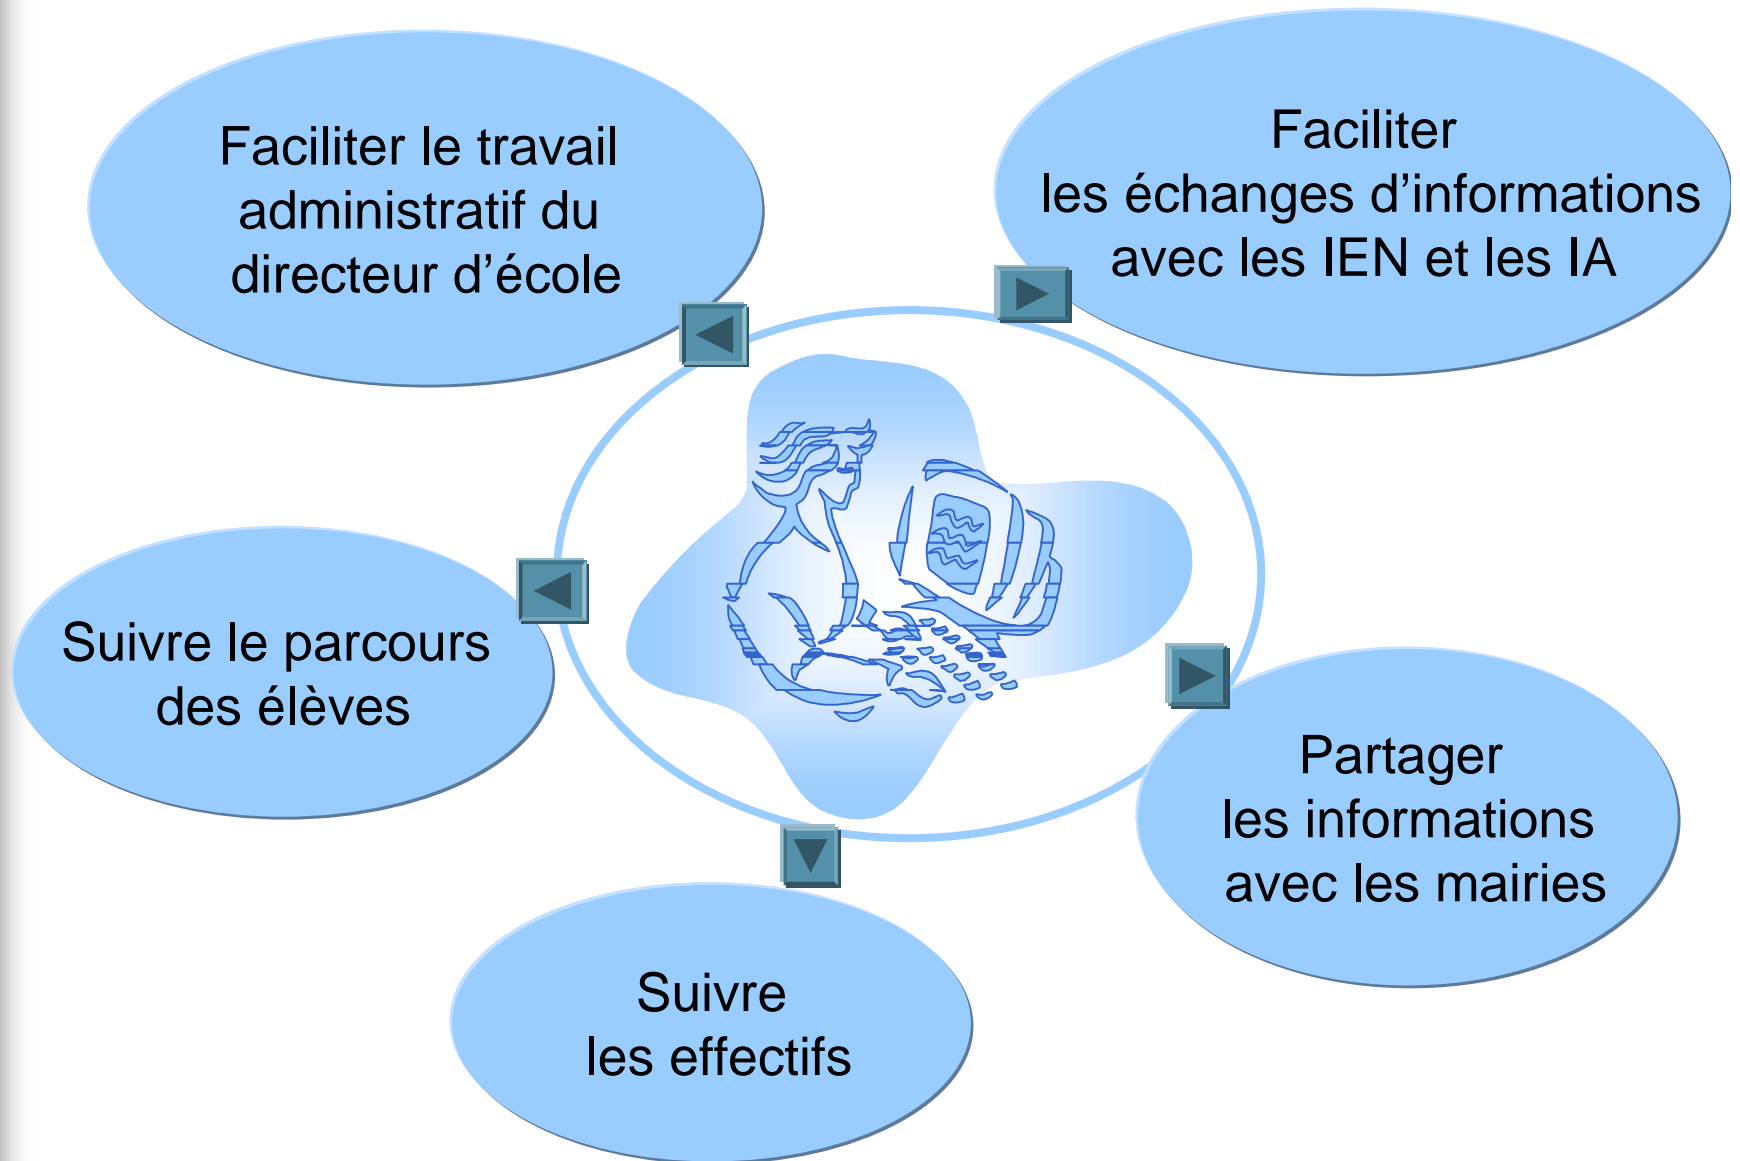 Faciliter le travail
administratif du
directeur d’école
Faciliter
les échanges d’informations
avec les IEN et les IA
Suivre le parcours
des élèves
Partager
les informations
avec les mairies
Suivre
les effectifs